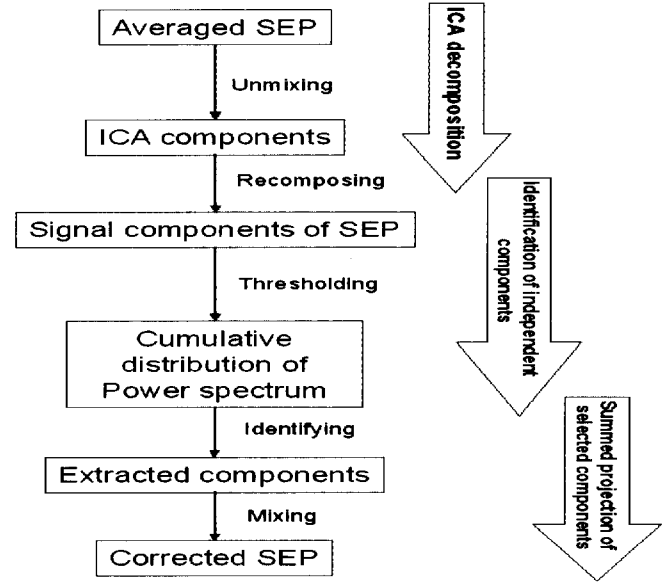 Averaged SEP
Unmixing
ICA components
Recomposing
Signal components of SEP
Thresholding
Cumulative
distribution of
Power spectrum
Identifying
Extracted components
Mixing
Corrected SEP
ICA decomposition
Identification of independent
components
Summed projection of
selected components